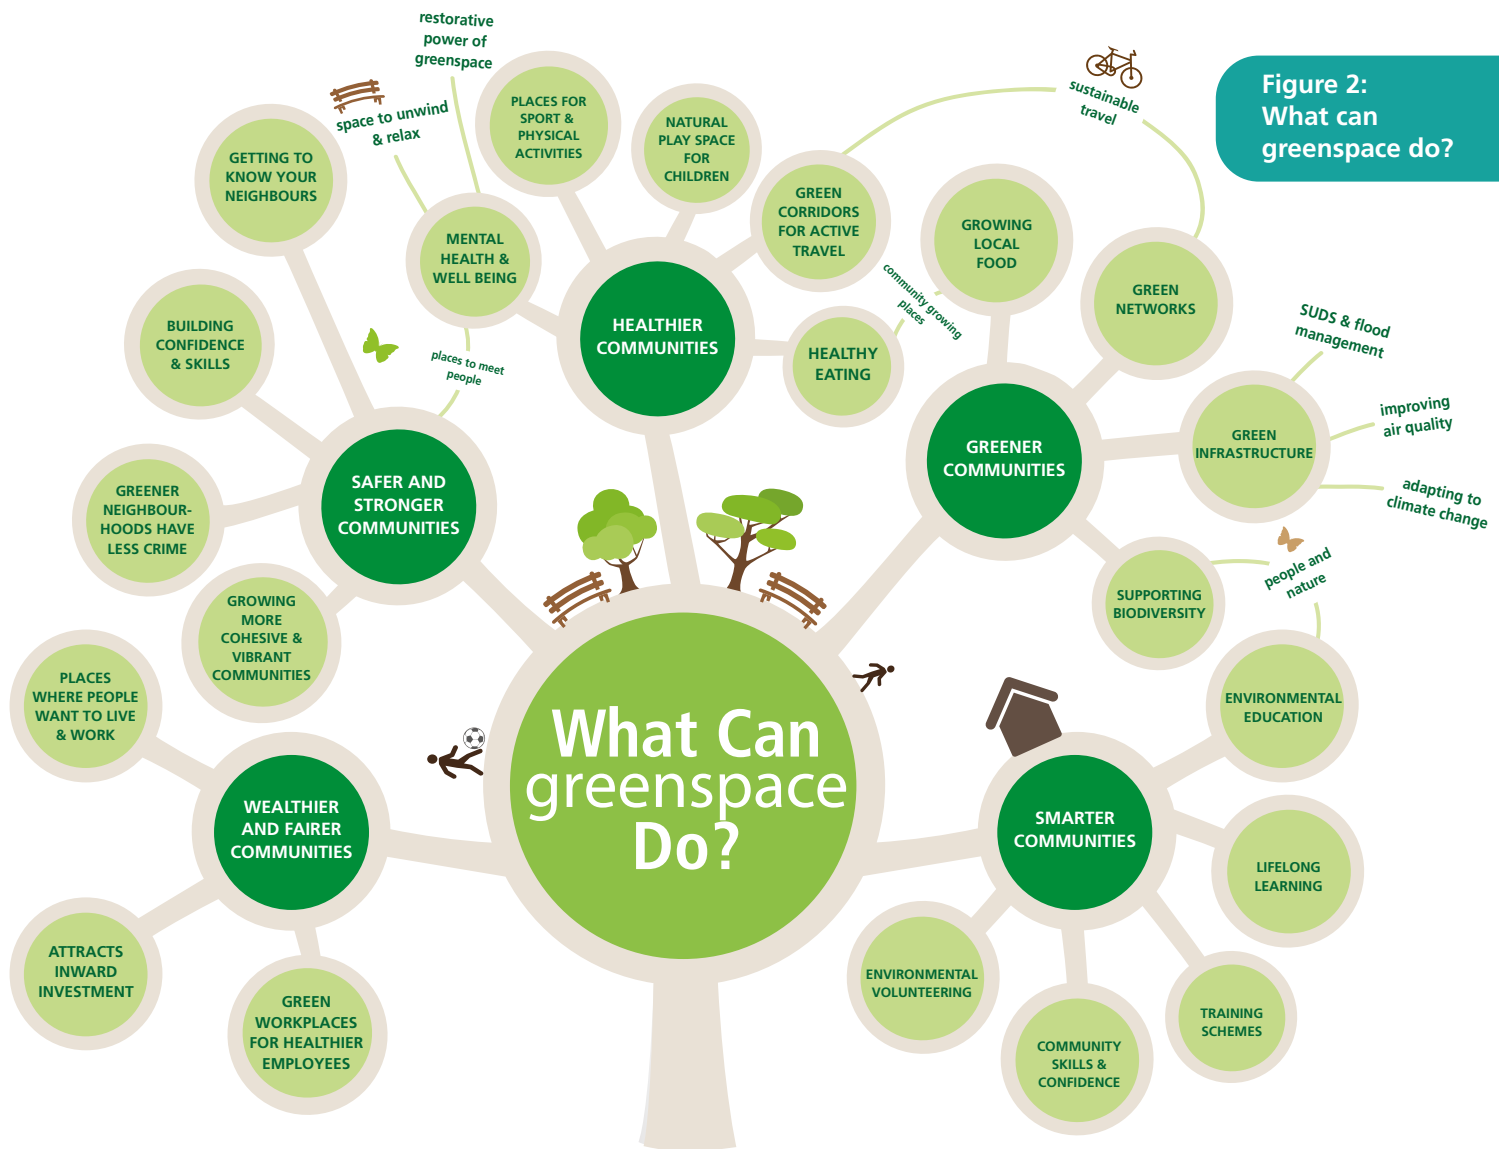 Figure 2:
What can
greenspace do?
restorative
power of
greenspace
space to unwind
& relax
PLACES FOR
SPORT &
PHYSICAL
ACTIVITIES
NATURAL
PLAY SPACE
FOR
CHILDREN
sustainable
travel
GETTING TO
KNOW YOUR
NEIGHBOURS
MENTAL
HEALTH &
WELL BEING
GREEN
CORRIDORS
FOR ACTIVE
TRAVEL
GROWING
LOCAL
FOOD
GREEN
NETWORKS
community growing
places
BUILDING
CONFIDENCE
& SKILLS
places to meet
people
HEALTHIER
COMMUNITIES
HEALTHY
EATING
SUDS & flood
management
improving
air quality
GREEN
INFRASTRUCTURE
GREENER
COMMUNITIES
adapting to
climate change
GREENER
NEIGHBOUR-
HOODS HAVE
LESS CRIME
SAFER AND
STRONGER
COMMUNITIES
people and
nature
SUPPORTING
BIODIVERSITY
GROWING
MORE
COHESIVE &
VIBRANT
COMMUNITIES
PLACES
WHERE PEOPLE
WANT TO LIVE
& WORK
ENVIRONMENTAL
EDUCATION
What Can
greenspace
Do?
WEALTHIER
AND FAIRER
COMMUNITIES
SMARTER
COMMUNITIES
LIFELONG
LEARNING
ATTRACTS
INWARD
INVESTMENT
GREEN
WORKPLACES
FOR HEALTHIER
EMPLOYEES
ENVIRONMENTAL
VOLUNTEERING
COMMUNITY
SKILLS &
CONFIDENCE
TRAINING
SCHEMES